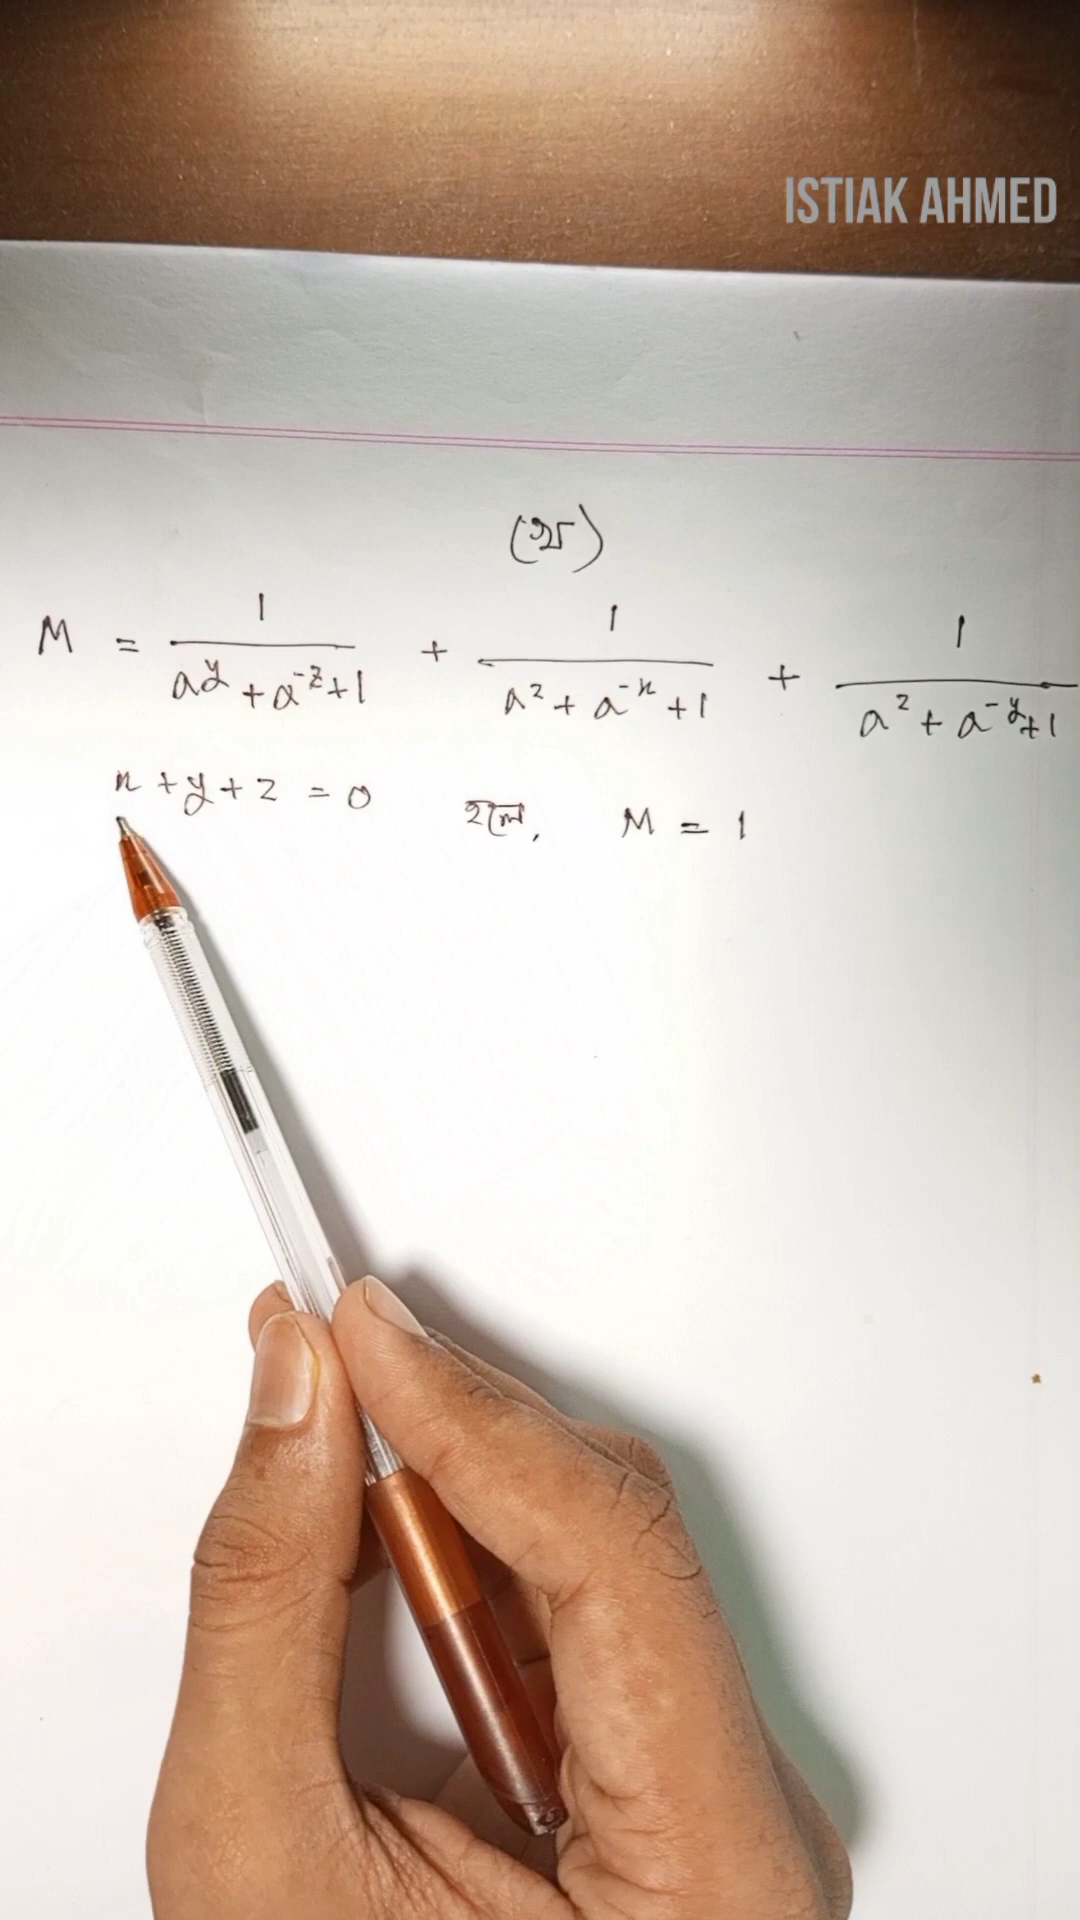 ISTIAK AHMED
(খ)
M = 1/(a^y + a^-z + 1) + 1/(a^z + a^-x + 1) + 1/(a^z + a^-y + 1)
x + y + z = 0 হলে, M = 1